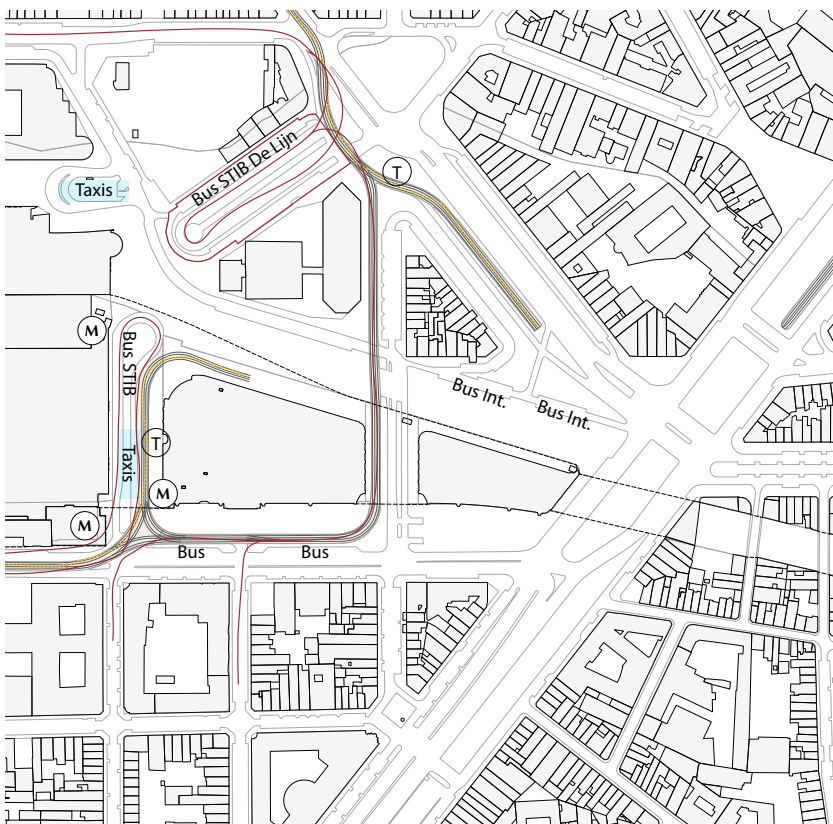 Bus STIB De Lijn
T
Taxis
M
Bus STIB
Bus Int.
Bus Int.
T
Taxis
M
M
Bus
Bus